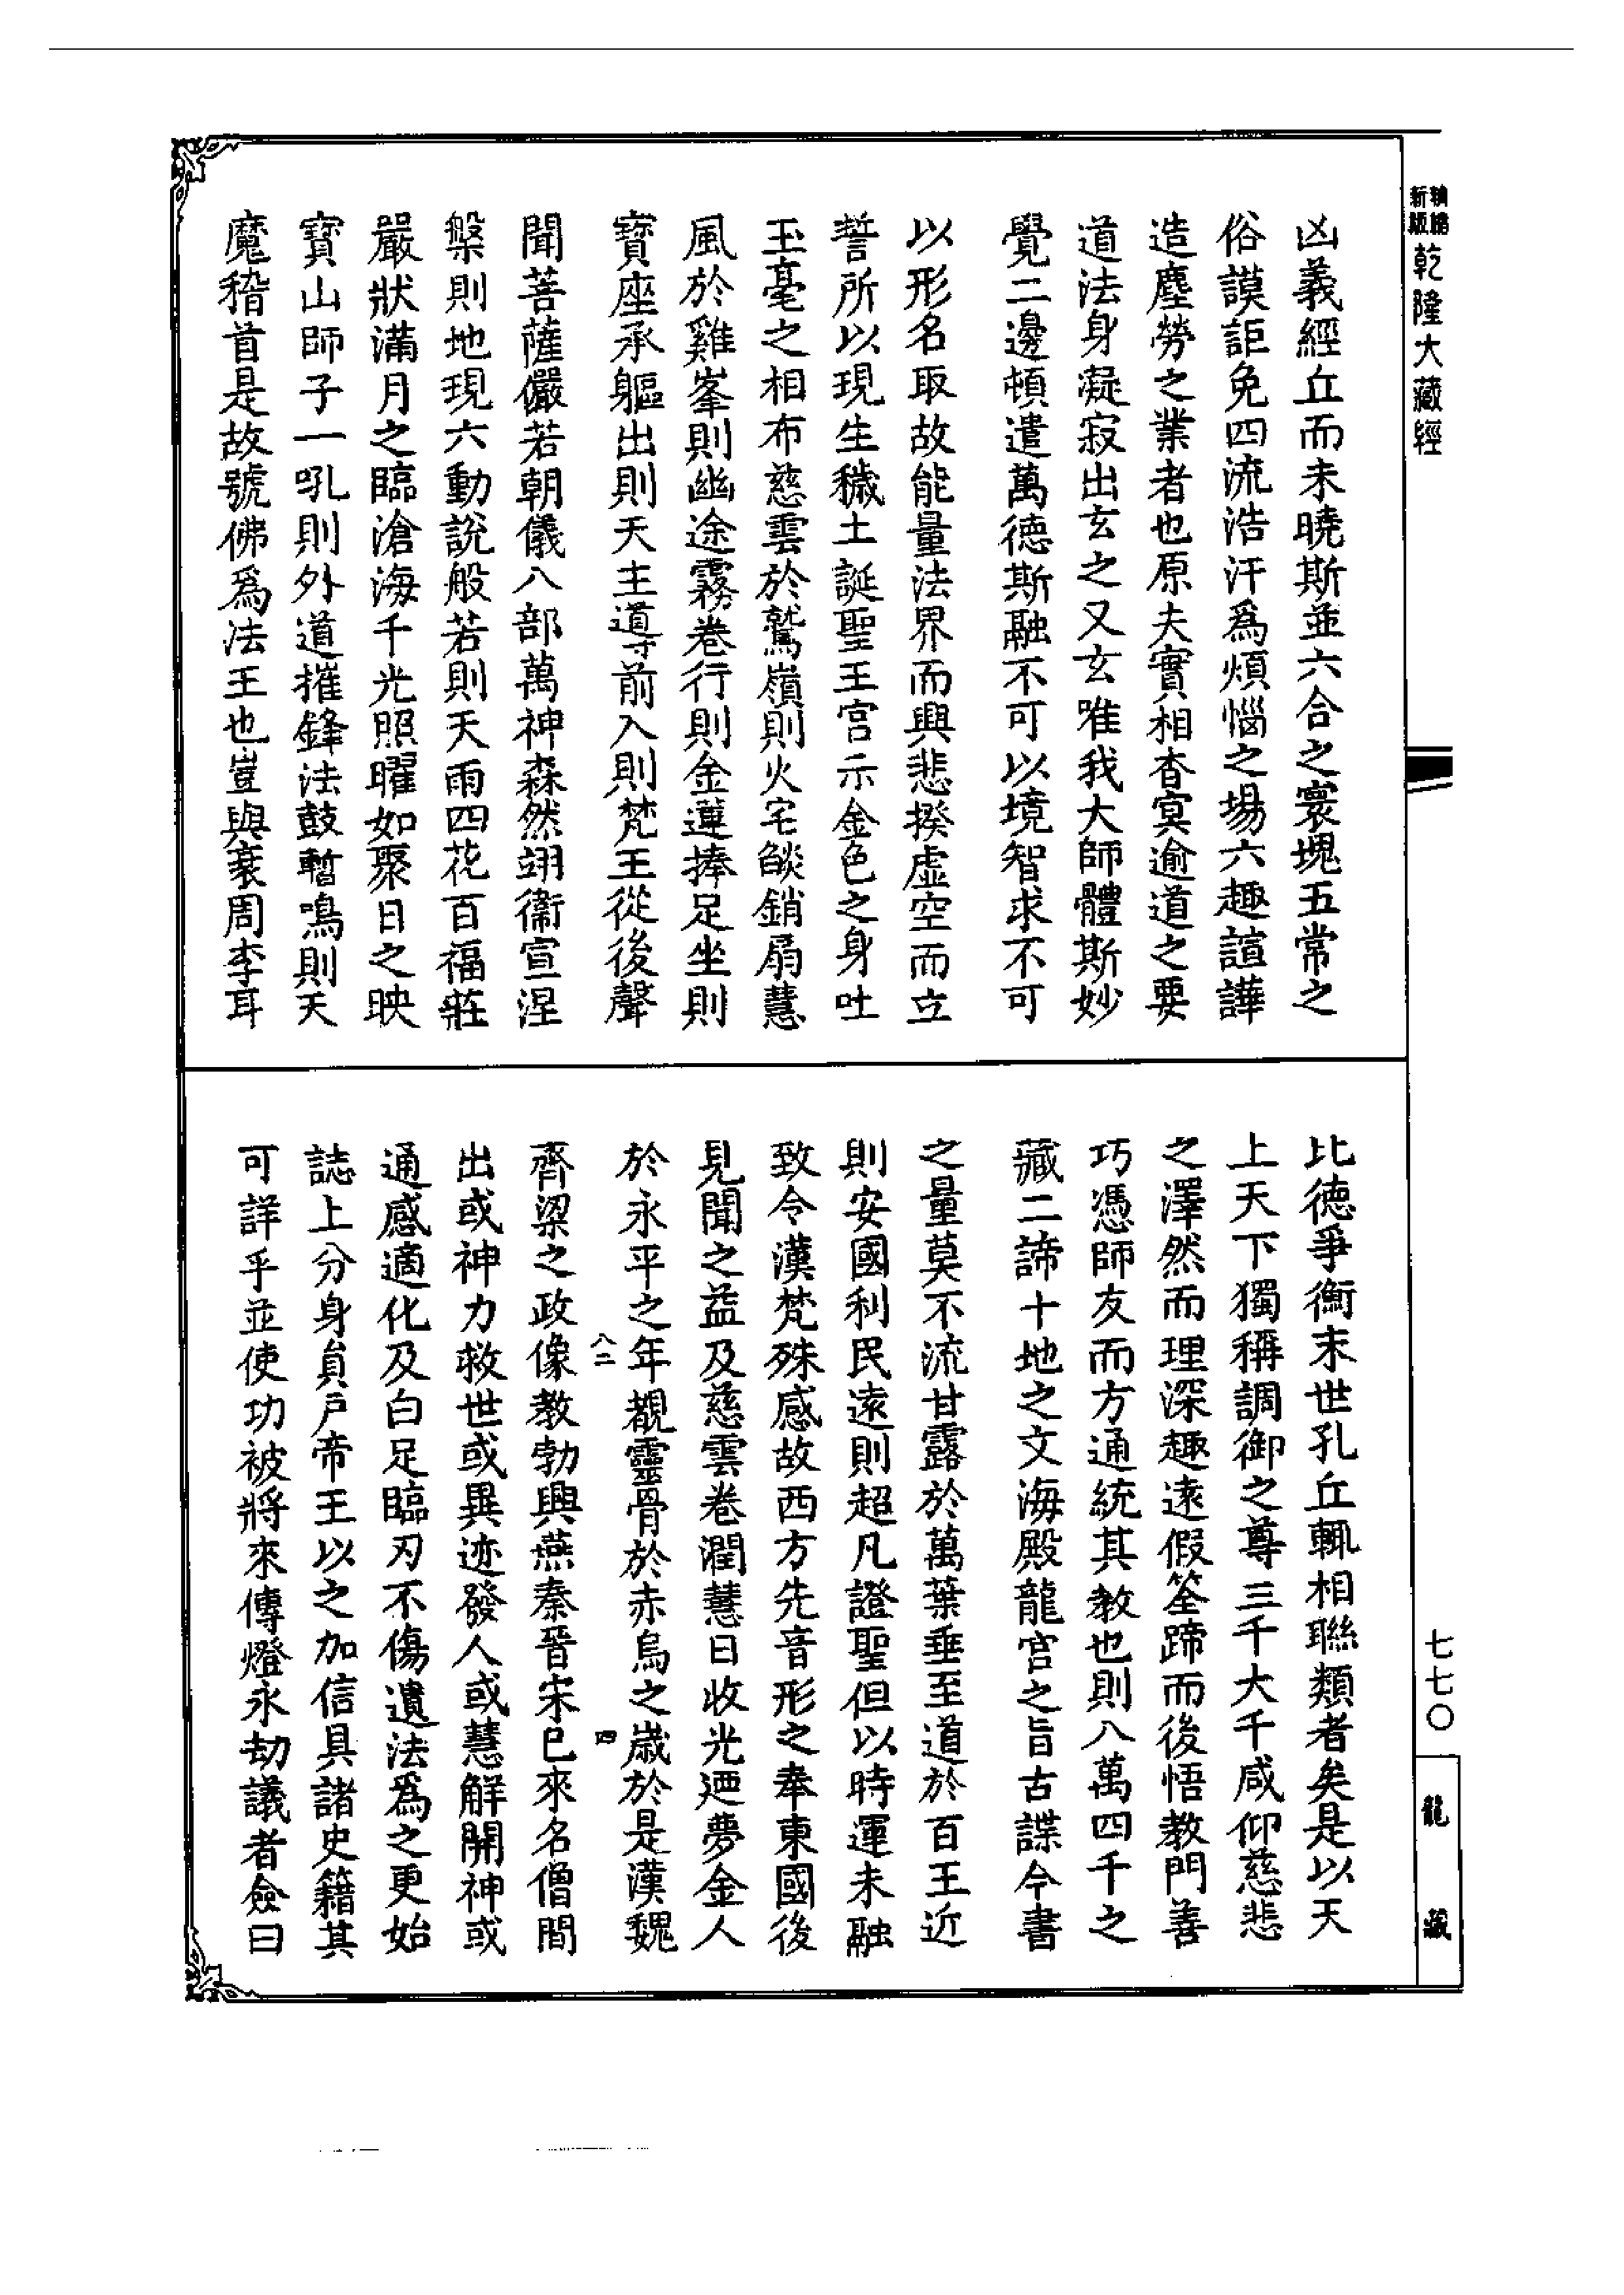 新版
精縮
乾隆大藏經
凶義經丘而未曉斯並六合之寰塊五常之
俗謨詎免四流浩汗爲煩惱之場六趣諠譁
造塵勞之業者也原夫實相杳冥逾道之要
道法身凝寂出玄之又玄唯我大師體斯妙
覺二邊頓遣萬德斯融不可以境智求不可
以形名取故能量法界而興悲揆虛空而立
誓所以現生穢土誕聖王宮示金色之身吐
玉毫之相布慈雲於鷲嶺則火宅燄銷扇慧
風於雞峯則幽途霧卷行則金蓮捧足坐則
寶座承軀出則天主導前入則梵王從後聲
聞菩薩儼若朝儀八部萬神森然翊衞宣涅
槃則地現六動說般若則天雨四花百福莊
嚴狀滿月之臨滄海千光照曜如聚日之映
寶山師子一吼則外道摧鋒法鼓暫鳴則天
魔稽首是故號佛爲法王也豈與衰周李耳
比德爭衡末世孔丘輒相聯類者矣是以天
上天下獨稱調御之尊三千大千咸仰慈悲
之澤然而理深趣遠假筌蹄而後悟教門善
巧憑師友而方通統其教也則八萬四千之
藏二諦十地之文海殿龍宮之旨古諜今書
之量莫不流甘露於萬葉垂至道於百王近
則安國利民遠則超凡證聖但以時運未融
致令漢梵殊感故西方先音形之奉東國後
見聞之益及慈雲卷潤慧日收光迺夢金人
於永平之年覩靈骨於赤烏之歲於是漢魏
八二
四
齊梁之政像教勃興燕秦晉宋已來名僧間
出或神力救世或異迹發人或慧解開神或
通感適化及白足臨刃不傷遺法爲之更始
誌上分身員戶帝王以之加信具諸史籍其
可詳乎並使功被將來傳燈永劫議者僉曰
七七〇
龍藏